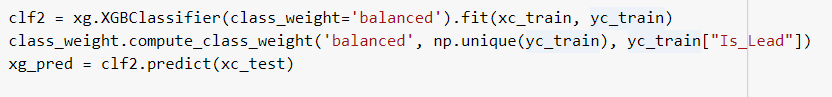 clf2 = xg.XGBClassifier(class_weight='balanced').fit(xc_train, yc_train)
class_weight.compute_class_weight('balanced', np.unique(yc_train), yc_train["Is_Lead"])
xg_pred = clf2.predict(xc_test)